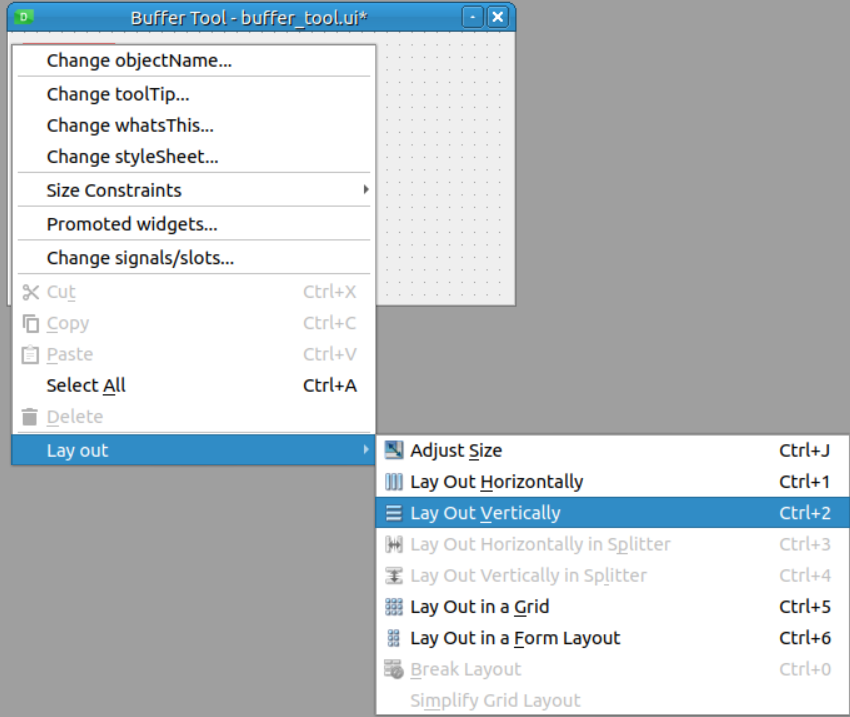 Buffer Tool - buffer_tool.ui*
Change objectName...
Change toolTip...
Change whatsThis...
Change styleSheet...
Size Constraints
Promoted widgets...
Change signals/slots...
Cut Ctrl+X
Copy Ctrl+C
Paste Ctrl+V
Select All Ctrl+A
Delete
Lay out
Adjust Size Ctrl+J
Lay Out Horizontally Ctrl+1
Lay Out Vertically Ctrl+2
Lay Out Horizontally in Splitter Ctrl+3
Lay Out Vertically in Splitter Ctrl+4
Lay Out in a Grid Ctrl+5
Lay Out in a Form Layout Ctrl+6
Break Layout Ctrl+0
Simplify Grid Layout